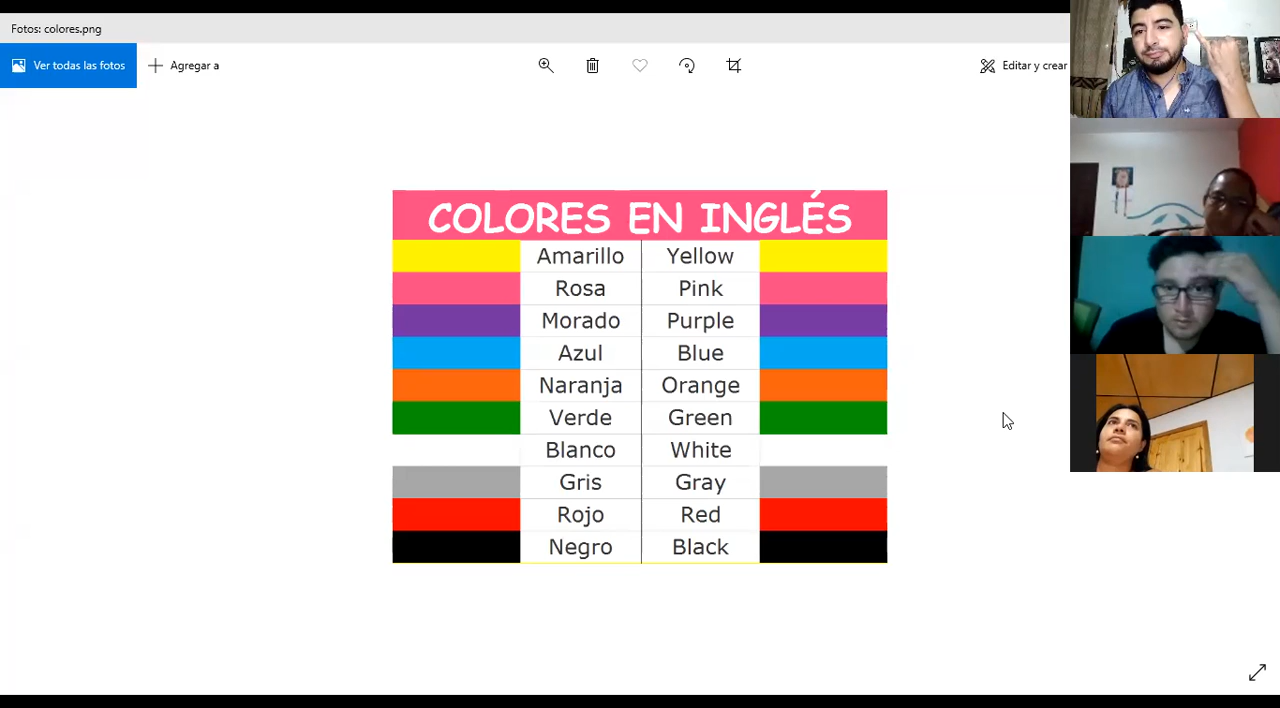 Fotos: colores.png
Ver todas las fotos
Agregar a
Editar y crear
COLORES EN INGLÉS
Amarillo Yellow
Rosa Pink
Morado Purple
Azul Blue
Naranja Orange
Verde Green
Blanco White
Gris Gray
Rojo Red
Negro Black